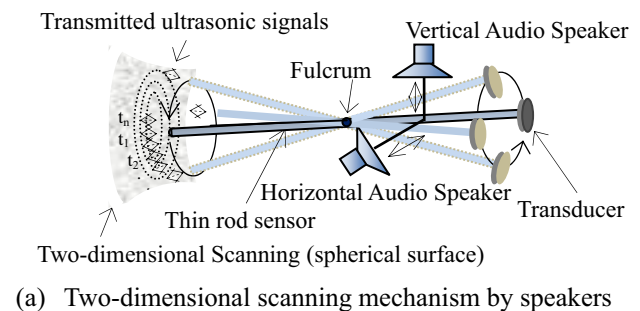 Transmitted ultrasonic signals
Vertical Audio Speaker
Fulcrum
tn
t1
t2
Horizontal Audio Speaker
Transducer
Thin rod sensor
Two-dimensional Scanning (spherical surface)
(a) Two-dimensional scanning mechanism by speakers